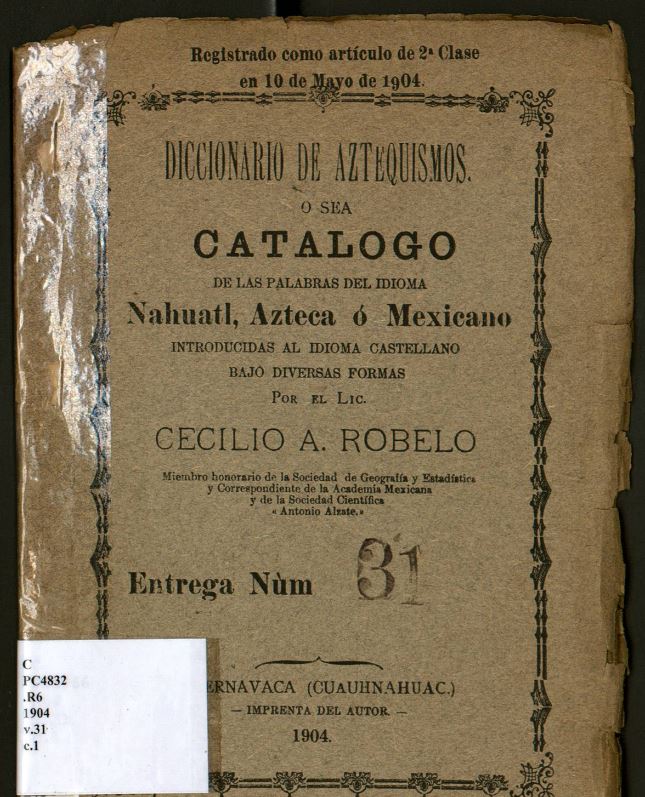 Registrado como artículo de 2ª Clase
en 10 de Mayo de 1904.
DICCIONARIO DE AZTEQUISMOS.
O SEA
CATALOGO
DE LAS PALABRAS DEL IDIOMA
Nahuatl, Azteca ó Mexicano
INTRODUCIDAS AL IDIOMA CASTELLANO
BAJO DIVERSAS FORMAS
POR EL LIC.
CECILIO A. ROBELO
Miembro honorario de la Sociedad de Geografía y Estadística
y Correspondiente de la Academia Mexicana
y de la Sociedad Científica
« Antonio Alzate.»
Entrega Nùm 31
ERNAVACA (CUAUHNAHUAC.)
— IMPRENTA DEL AUTOR. —
1904.
C
PC4832
.R6
1904
v.31
c.1